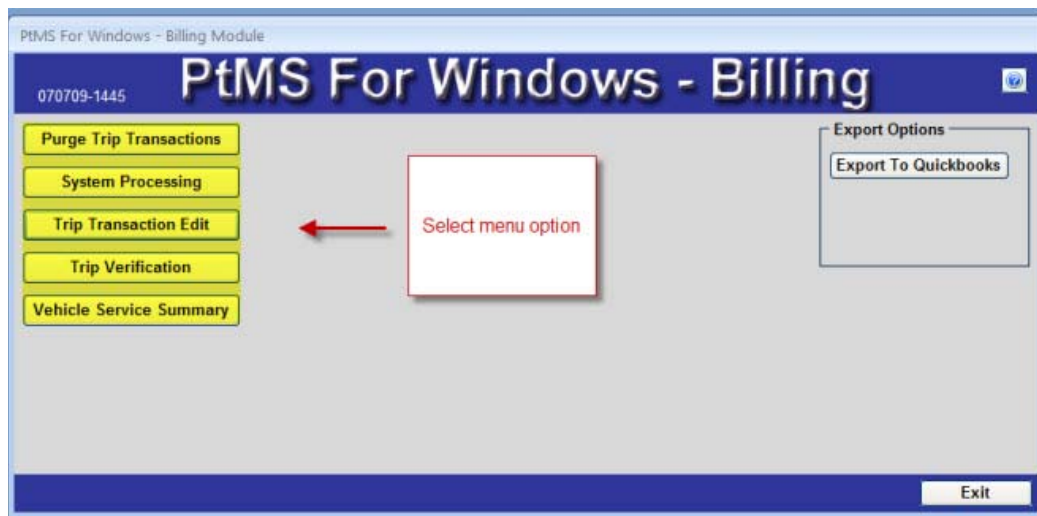 PtMS For Windows - Billing Module
070709-1445
PtMS For Windows - Billing
Purge Trip Transactions
System Processing
Trip Transaction Edit
Trip Verification
Vehicle Service Summary
Select menu option
Export Options
Export To Quickbooks
Exit